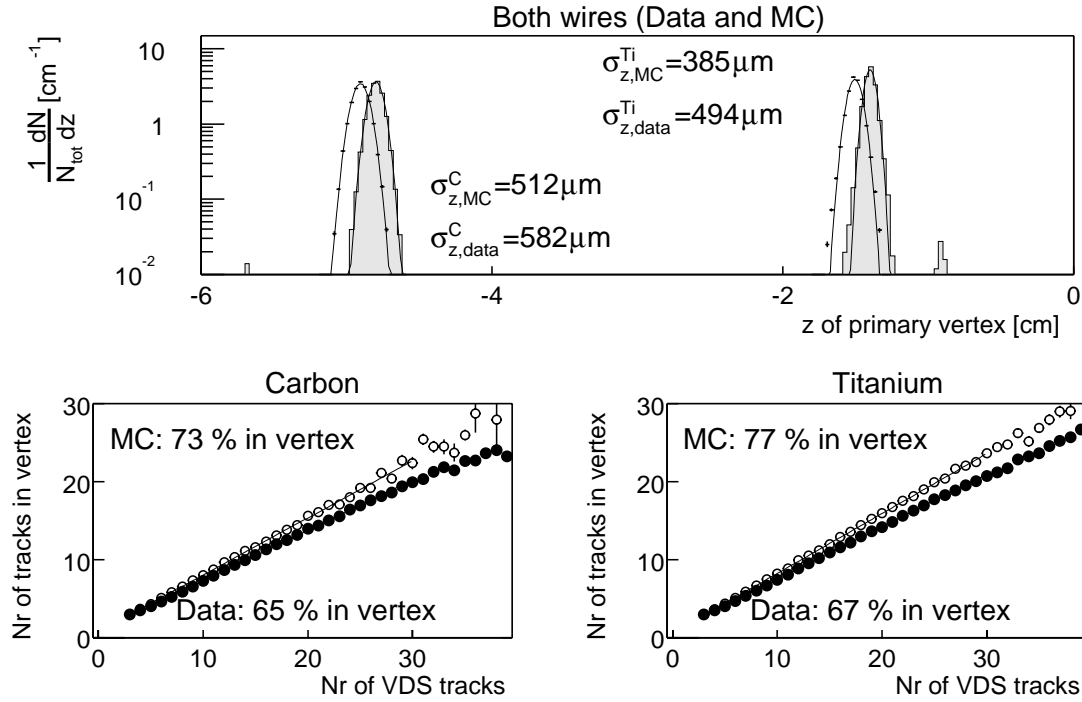 Both wires (Data and MC)
1/N_tot dN/dz [cm⁻¹]
10
1
10⁻¹
10⁻²
σ^Ti_z,MC=385μm
σ^Ti_z,data=494μm
σ^C_z,MC=512μm
σ^C_z,data=582μm
-6 -4 -2 0
z of primary vertex [cm]
Carbon
Nr of tracks in vertex
30
20
10
0
MC: 73 % in vertex
Data: 65 % in vertex
0 10 20 30
Nr of VDS tracks
Titanium
Nr of tracks in vertex
30
20
10
0
MC: 77 % in vertex
Data: 67 % in vertex
0 10 20 30
Nr of VDS tracks